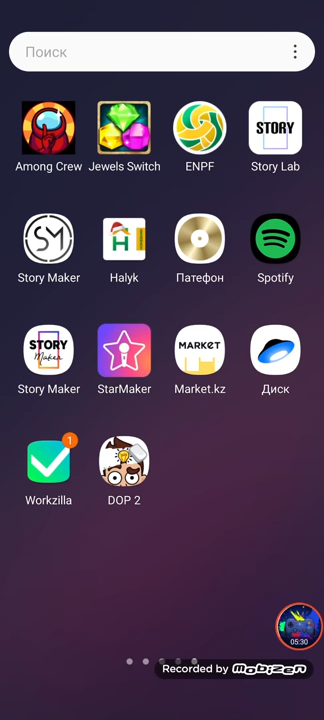 Поиск
Among Crew Jewels Switch ENPF Story Lab
STORY
Story Maker Halyk Патефон Spotify
SM
H
Story Maker StarMaker Market.kz Диск
STORY
Maker
MARKET
1
Workzilla DOP 2
05:30
Recorded by mobizen